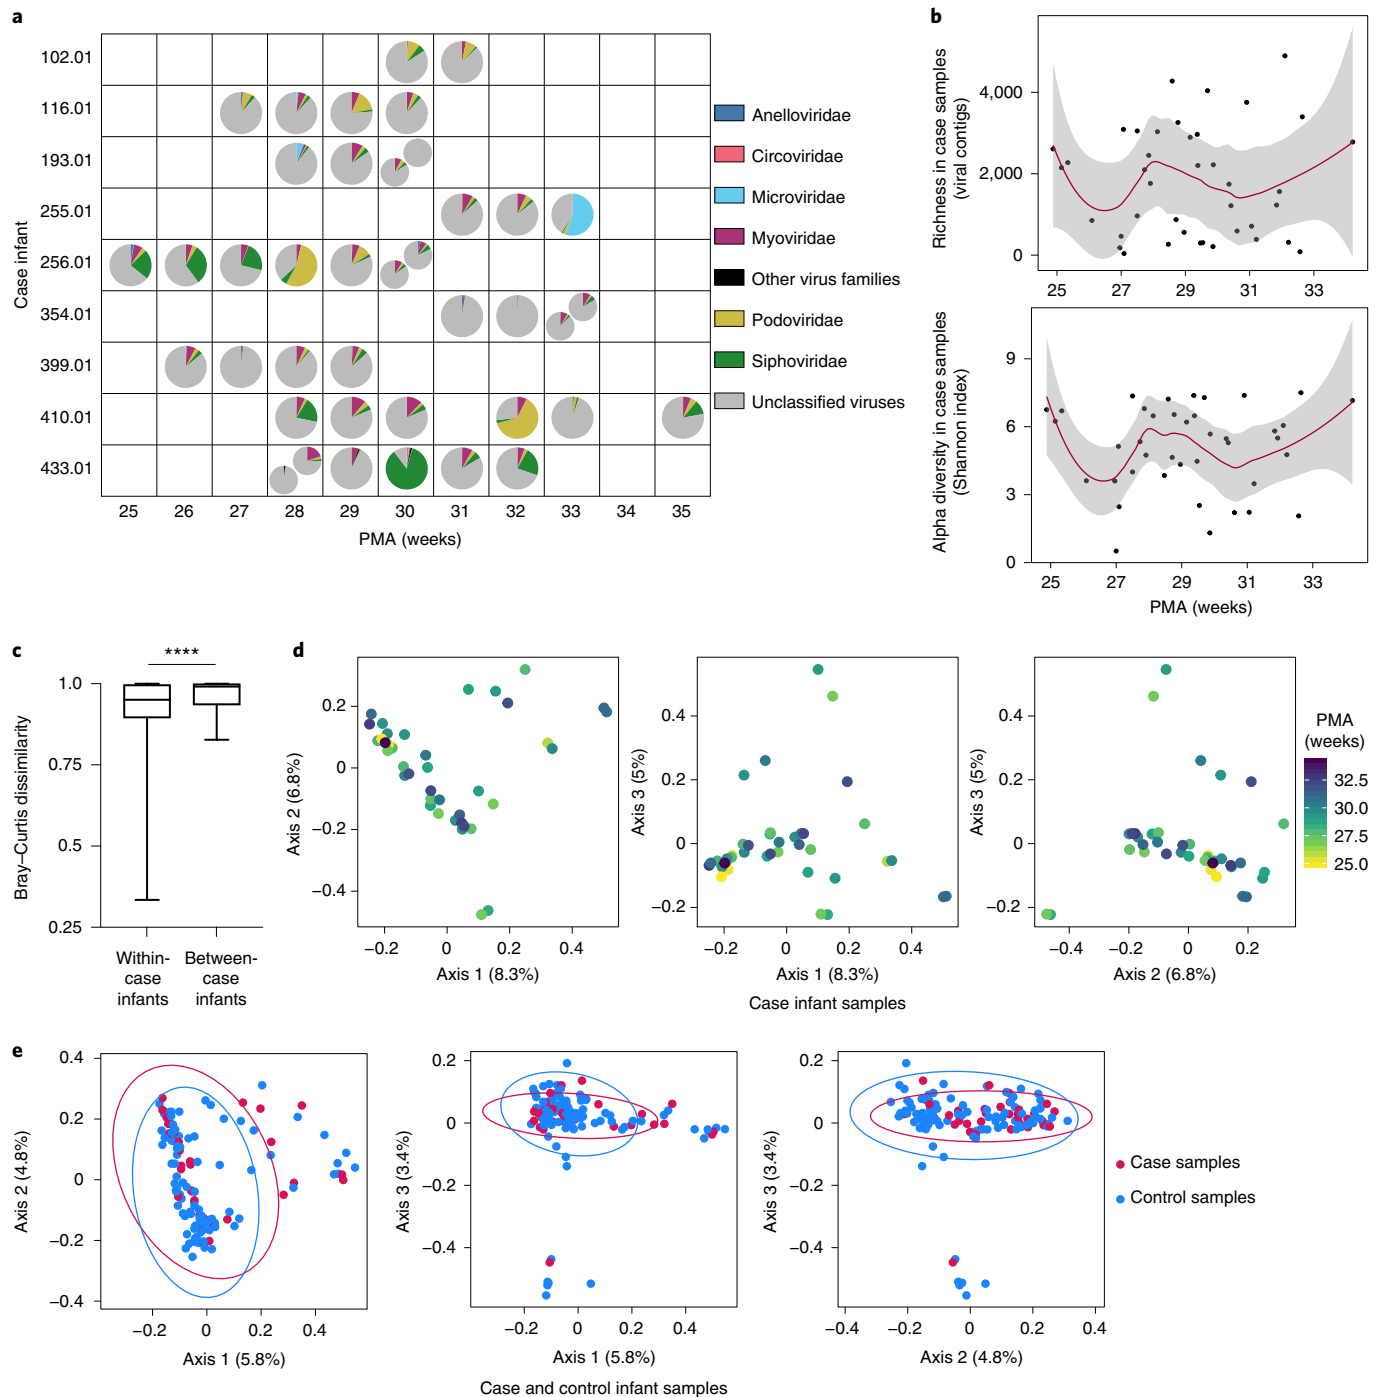 a
102.01
116.01
193.01
255.01
256.01
354.01
399.01
410.01
433.01
Case infant
25 26 27 28 29 30 31 32 33 34 35
PMA (weeks)
Anelloviridae
Circoviridae
Microviridae
Myoviridae
Other virus families
Podoviridae
Siphoviridae
Unclassified viruses
b
Richness in case samples
(viral contigs)
4,000
2,000
0
25 27 29 31 33
Alpha diversity in case samples
(Shannon index)
9
6
3
0
25 27 29 31 33
PMA (weeks)
c
****
Bray–Curtis dissimilarity
1.0
0.75
0.5
0.25
Within-
case
infants
Between-
case
infants
d
Axis 2 (6.8%)
0.2
0
−0.2
−0.4
−0.2 0 0.2 0.4
Axis 1 (8.3%)
Axis 3 (5%)
0.4
0.2
0
−0.2
−0.2 0 0.2 0.4
Axis 1 (8.3%)
Axis 3 (5%)
0.4
0.2
0
−0.2
−0.4 −0.2 0 0.2
Axis 2 (6.8%)
PMA
(weeks)
32.5
30.0
27.5
25.0
Case infant samples
e
Axis 2 (4.8%)
0.4
0.2
0
−0.2
−0.4
−0.2 0 0.2 0.4
Axis 1 (5.8%)
Axis 3 (3.4%)
0.2
0
−0.2
−0.4
−0.2 0 0.2 0.4
Axis 1 (5.8%)
Axis 3 (3.4%)
0.2
0
−0.2
−0.4
−0.4 −0.2 0 0.2 0.4
Axis 2 (4.8%)
Case samples
Control samples
Case and control infant samples